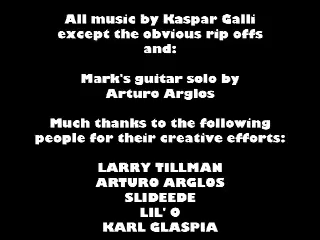 All music by Kaspar Galli
except the obvious rip offs
and:
Mark's guitar solo by
Arturo Arglos
Much thanks to the following
people for their creative efforts:
LARRY TILLMAN
ARTURO ARGLOS
SLIDEEDE
LIL' O
KARL GLASPIA